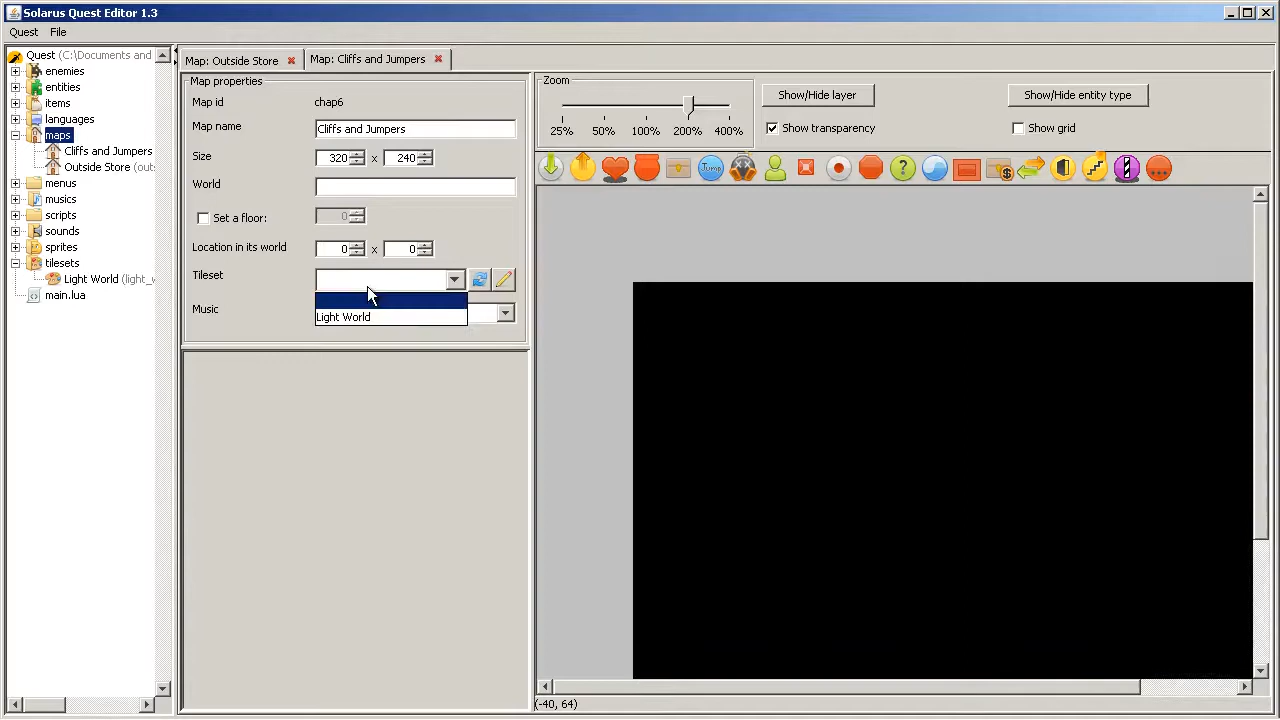 Solarus Quest Editor 1.3
Quest File
Quest (C:\Documents and
enemies
entities
items
languages
maps
Cliffs and Jumpers
Outside Store (out
menus
musics
scripts
sounds
sprites
tilesets
Light World (light_w
main.lua
Map: Outside Store
Map: Cliffs and Jumpers
Map properties
Map id chap6
Map name Cliffs and Jumpers
Size 320 x 240
World
Set a floor: 0
Location in its world 0 x 0
Tileset
Light World
Music
Zoom
25% 50% 100% 200% 400%
Show/Hide layer
Show transparency
Show/Hide entity type
Show grid
Jump
?
$
...
(-40, 64)